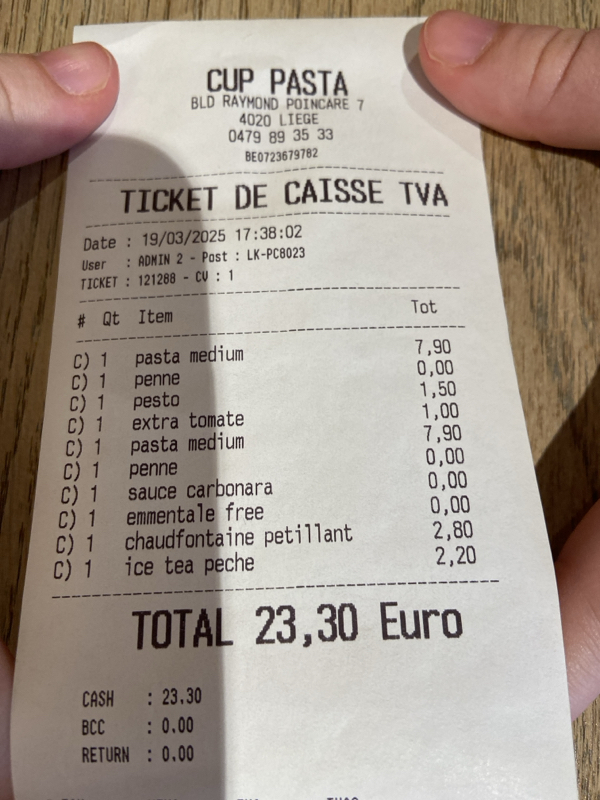 CUP PASTA
BLD RAYMOND POINCARE 7
4020 LIEGE
0479 89 35 33
BE0723679782
TICKET DE CAISSE TVA
Date : 19/03/2025 17:38:02
User : ADMIN 2 - Post : LK-PC8023
TICKET : 121288 - CV : 1
# Qt Item Tot
C) 1 pasta medium 7,90
C) 1 penne 0,00
C) 1 pesto 1,50
C) 1 extra tomate 1,00
C) 1 pasta medium 7,90
C) 1 penne 0,00
C) 1 sauce carbonara 0,00
C) 1 emmentale free 0,00
C) 1 chaudfontaine petillant 2,80
C) 1 ice tea peche 2,20
TOTAL 23,30 Euro
CASH : 23.30
BCC : 0.00
RETURN : 0.00